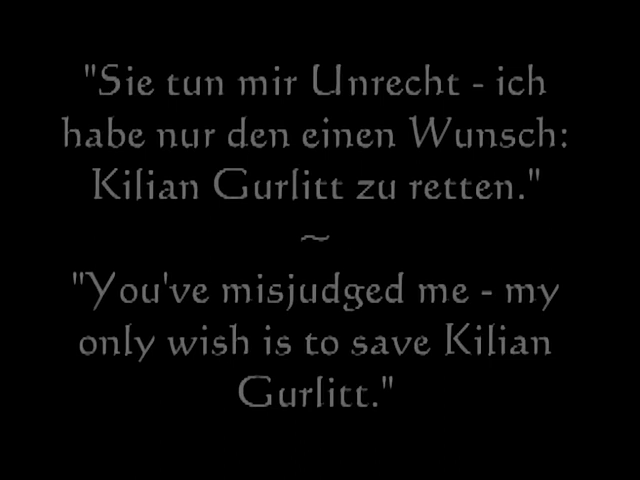 "Sie tun mir Unrecht - ich
habe nur den einen Wunsch:
Kilian Gurlitt zu retten."
~
"You've misjudged me - my
only wish is to save Kilian
Gurlitt."